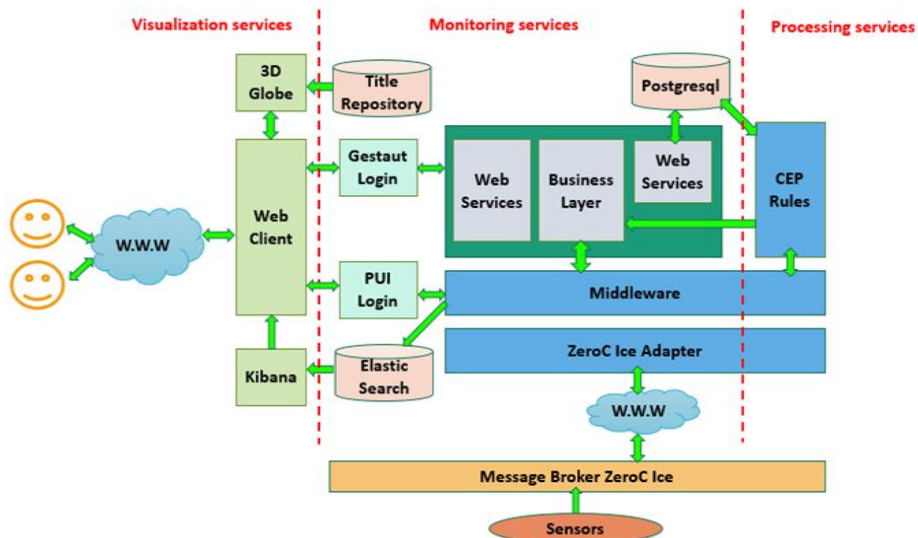 Visualization services
Monitoring services
Processing services
3D
Globe
Title
Repository
Postgresql
Gestaut
Login
Web
Services
Business
Layer
Web
Services
CEP
Rules
Web
Client
W.W.W
PUI
Login
Middleware
Kibana
Elastic
Search
ZeroC Ice Adapter
W.W.W
Message Broker ZeroC Ice
Sensors